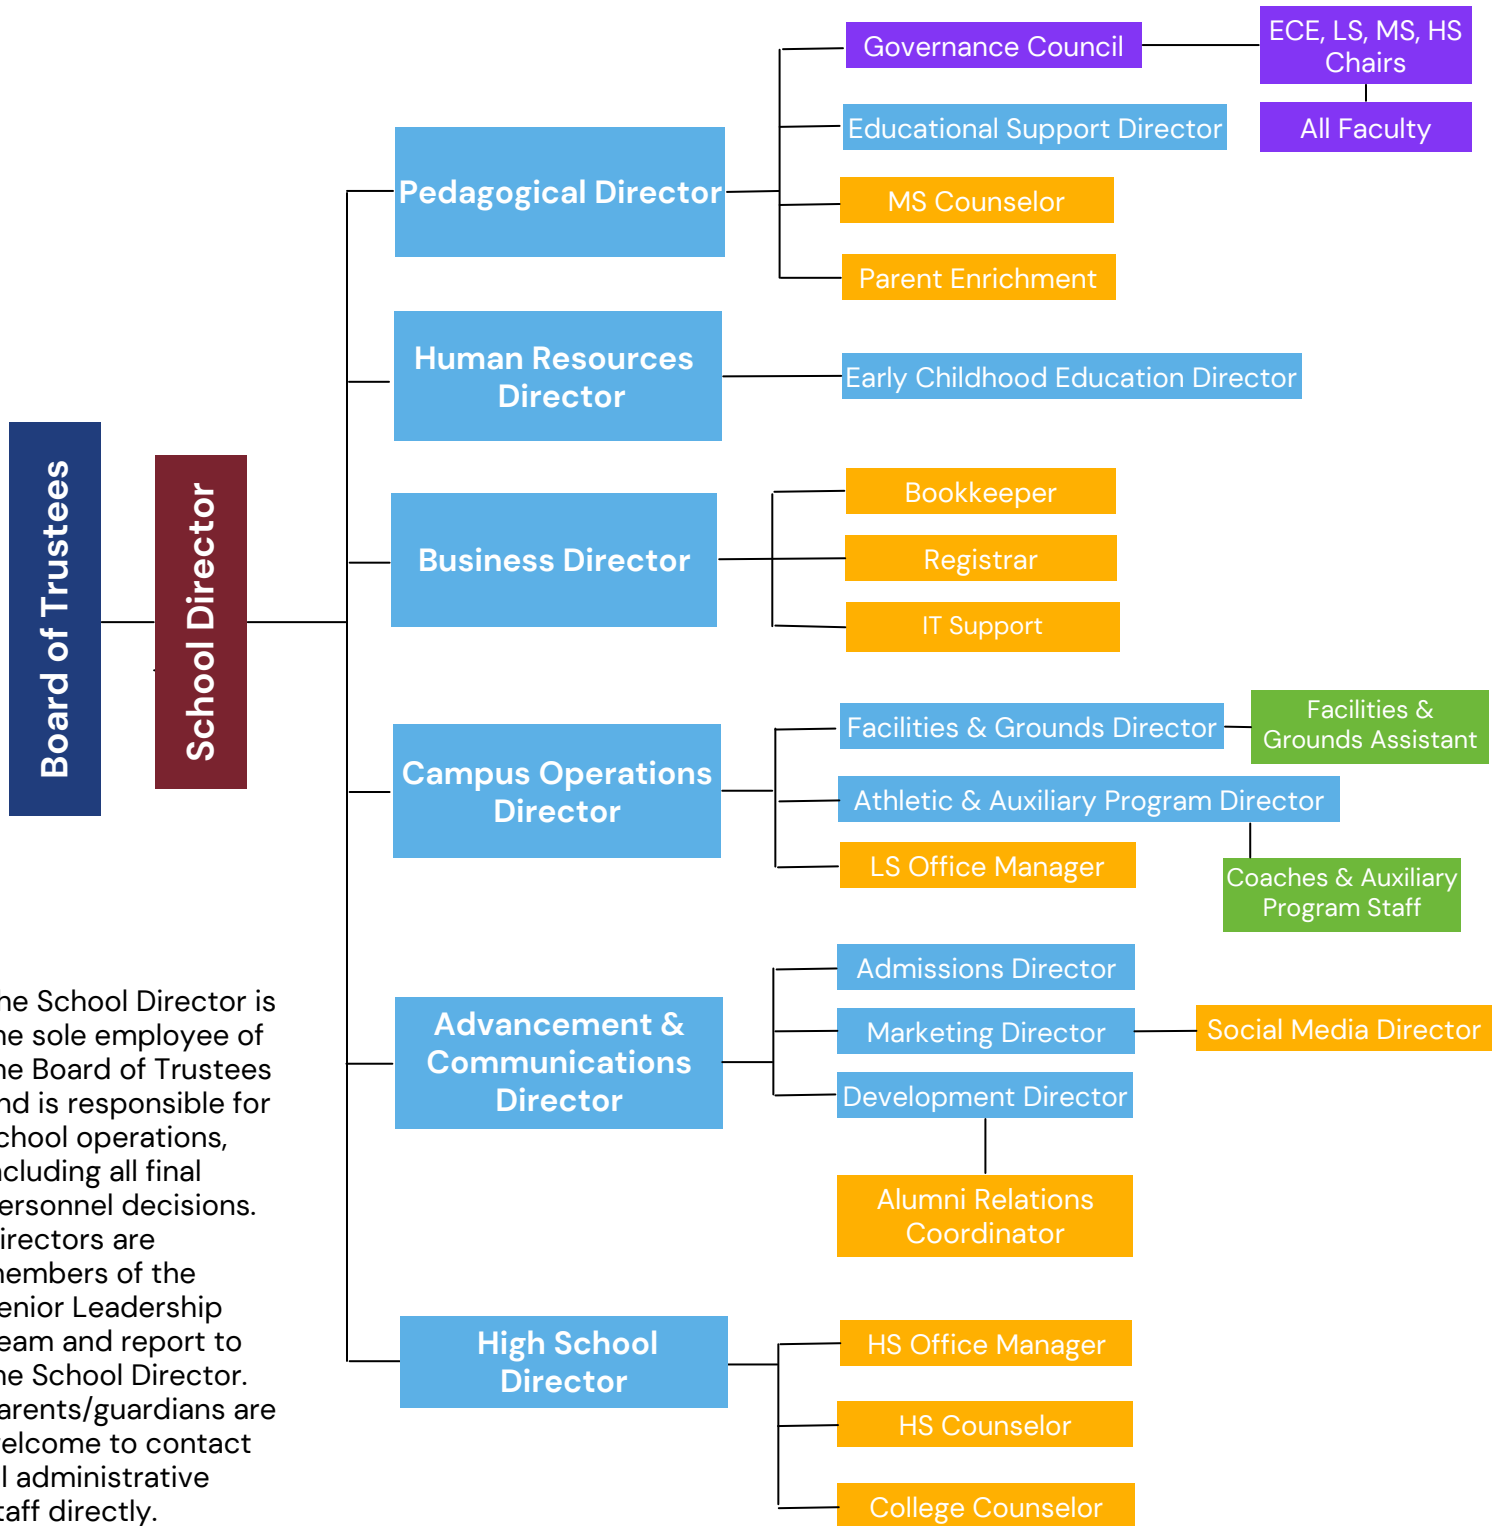 Board of Trustees
School Director
Pedagogical Director
Governance Council
ECE, LS, MS, HS
Chairs
All Faculty
Educational Support Director
MS Counselor
Parent Enrichment
Human Resources
Director
Early Childhood Education Director
Business Director
Bookkeeper
Registrar
IT Support
Campus Operations
Director
Facilities & Grounds Director
Facilities &
Grounds Assistant
Athletic & Auxiliary Program Director
Coaches & Auxiliary
Program Staff
LS Office Manager
Advancement &
Communications
Director
Admissions Director
Marketing Director
Social Media Director
Development Director
Alumni Relations
Coordinator
High School
Director
HS Office Manager
HS Counselor
College Counselor
he School Director is
he sole employee of
he Board of Trustees
nd is responsible for
chool operations,
ncluding all final
ersonnel decisions.
irectors are
members of the
enior Leadership
eam and report to
he School Director.
arents/guardians are
welcome to contact
ll administrative
taff directly.